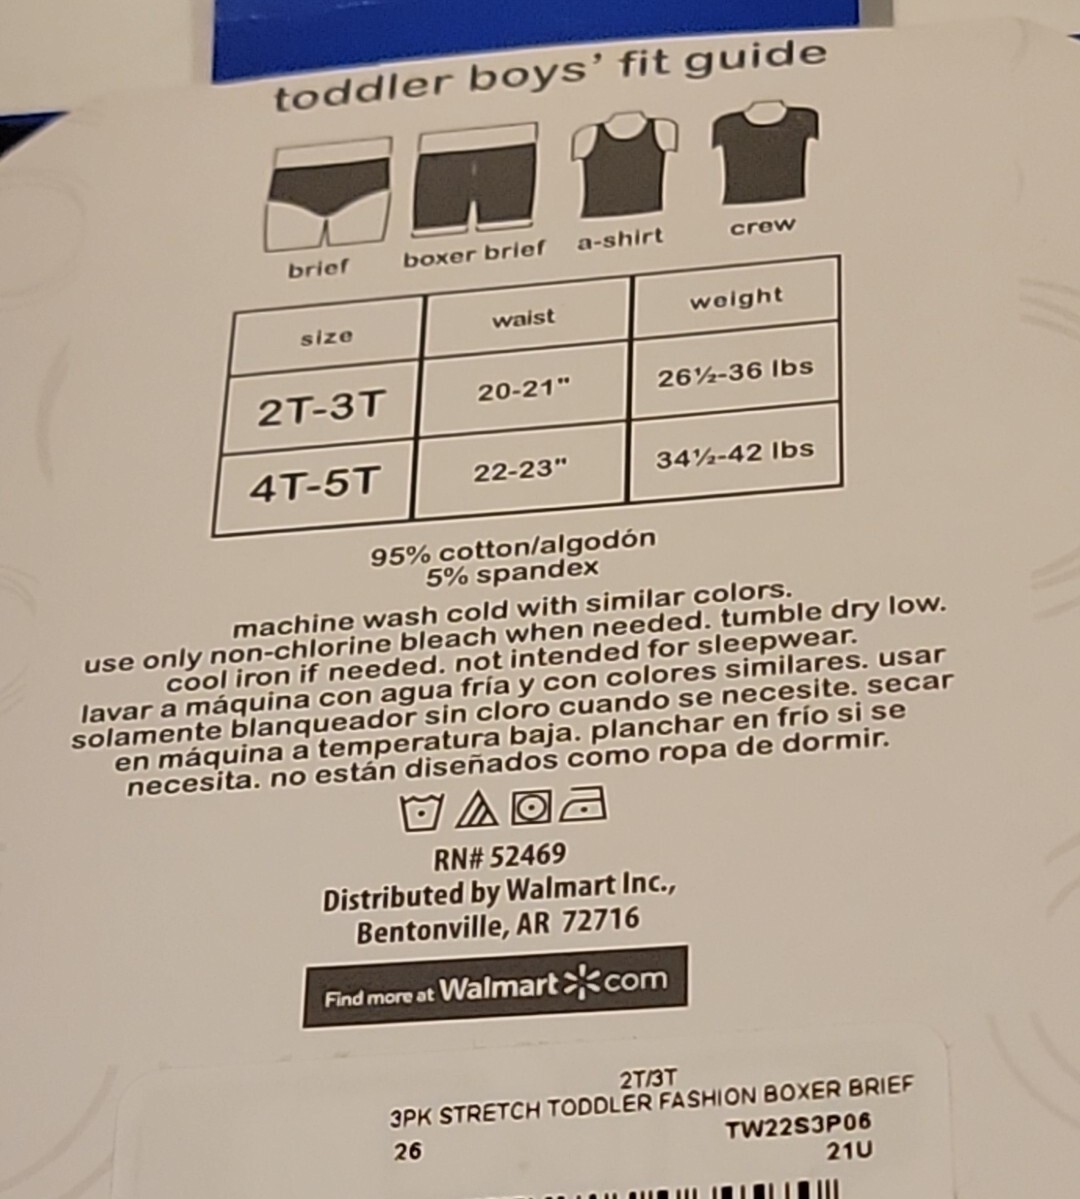 toddler boys' fit guide
brief boxer brief a-shirt crew
size waist weight
2T-3T 20-21" 26½-36 lbs
4T-5T 22-23" 34½-42 lbs
95% cotton/algodón
5% spandex
machine wash cold with similar colors.
use only non-chlorine bleach when needed. tumble dry low.
cool iron if needed. not intended for sleepwear.
lavar a máquina con agua fría y con colores similares. usar
solamente blanqueador sin cloro cuando se necesite. secar
en máquina a temperatura baja. planchar en frío si se
necesita. no están diseñados como ropa de dormir.
RN# 52469
Distributed by Walmart Inc.,
Bentonville, AR 72716
Find more at Walmart com
2T/3T
3PK STRETCH TODDLER FASHION BOXER BRIEF
26 TW22S3P06
21U